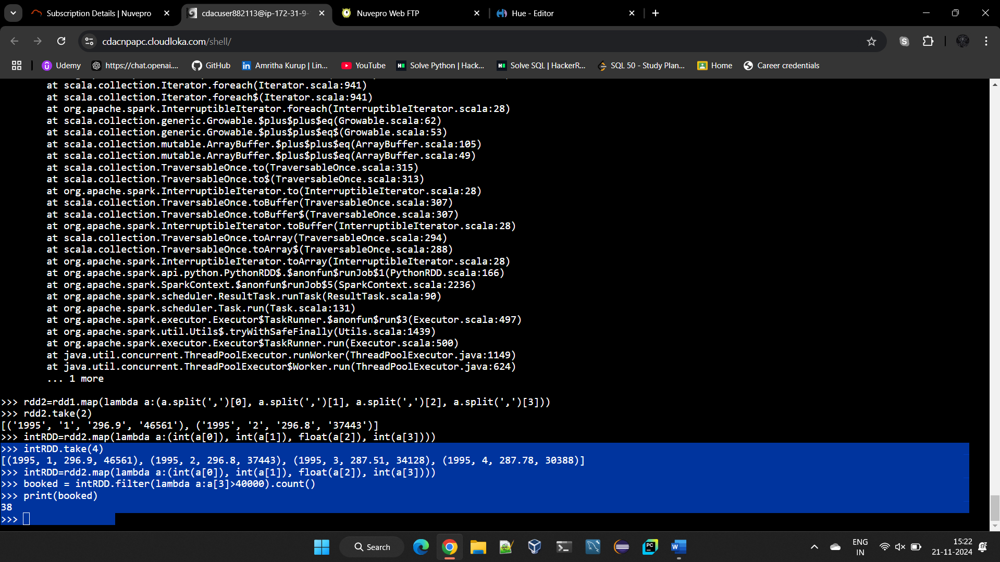 Subscription Details | Nuvepro
cdacuser882113@ip-172-31-9-
Nuvepro Web FTP
Hue - Editor
cdacnpapc.cloudloka.com/shell/
S
Udemy
https://chat.openai....
GitHub
Amritha Kurup | Lin...
YouTube
Solve Python | Hack...
Solve SQL | HackerR...
SQL 50 - Study Plan...
Home
Career credentials
at scala.collection.Iterator.foreach(Iterator.scala:941)
at scala.collection.Iterator.foreach$(Iterator.scala:941)
at org.apache.spark.InterruptibleIterator.foreach(InterruptibleIterator.scala:28)
at scala.collection.generic.Growable.$plus$plus$eq(Growable.scala:62)
at scala.collection.generic.Growable.$plus$plus$eq$(Growable.scala:53)
at scala.collection.mutable.ArrayBuffer.$plus$plus$eq(ArrayBuffer.scala:105)
at scala.collection.mutable.ArrayBuffer.$plus$plus$eq(ArrayBuffer.scala:49)
at scala.collection.TraversableOnce.to(TraversableOnce.scala:315)
at scala.collection.TraversableOnce.to$(TraversableOnce.scala:313)
at org.apache.spark.InterruptibleIterator.to(InterruptibleIterator.scala:28)
at scala.collection.TraversableOnce.toBuffer(TraversableOnce.scala:307)
at scala.collection.TraversableOnce.toBuffer$(TraversableOnce.scala:307)
at org.apache.spark.InterruptibleIterator.toBuffer(InterruptibleIterator.scala:28)
at scala.collection.TraversableOnce.toArray(TraversableOnce.scala:294)
at scala.collection.TraversableOnce.toArray$(TraversableOnce.scala:288)
at org.apache.spark.InterruptibleIterator.toArray(InterruptibleIterator.scala:28)
at org.apache.spark.api.python.PythonRDD$.$anonfun$runJob$1(PythonRDD.scala:166)
at org.apache.spark.SparkContext.$anonfun$runJob$5(SparkContext.scala:2236)
at org.apache.spark.scheduler.ResultTask.runTask(ResultTask.scala:90)
at org.apache.spark.scheduler.Task.run(Task.scala:131)
at org.apache.spark.executor.Executor$TaskRunner.$anonfun$run$3(Executor.scala:497)
at org.apache.spark.util.Utils$.tryWithSafeFinally(Utils.scala:1439)
at org.apache.spark.executor.Executor$TaskRunner.run(Executor.scala:500)
at java.util.concurrent.ThreadPoolExecutor.runWorker(ThreadPoolExecutor.java:1149)
at java.util.concurrent.ThreadPoolExecutor$Worker.run(ThreadPoolExecutor.java:624)
... 1 more
>>> rdd2=rdd1.map(lambda a:(a.split(',')[0], a.split(',')[1], a.split(',')[2], a.split(',')[3]))
>>> rdd2.take(2)
[('1995', '1', '296.9', '46561'), ('1995', '2', '296.8', '37443')]
>>> intRDD=rdd2.map(lambda a:(int(a[0]), int(a[1]), float(a[2]), int(a[3])))
>>> intRDD.take(4)
[(1995, 1, 296.9, 46561), (1995, 2, 296.8, 37443), (1995, 3, 287.51, 34128), (1995, 4, 287.78, 30388)]
>>> intRDD=rdd2.map(lambda a:(int(a[0]), int(a[1]), float(a[2]), int(a[3])))
>>> booked = intRDD.filter(lambda a:a[3]>40000).count()
>>> print(booked)
38
>>>
Search
ENG
IN
15:22
21-11-2024